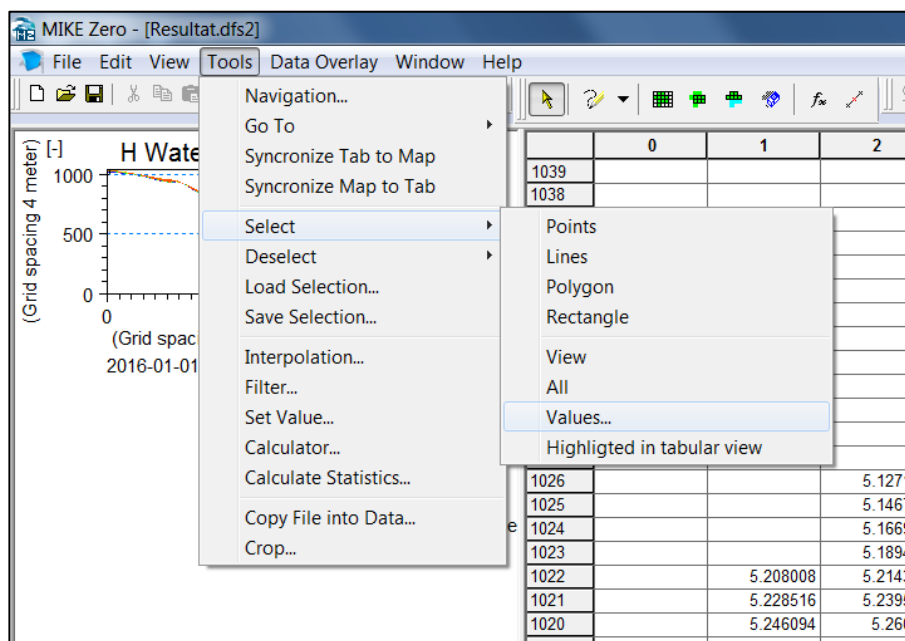 MIKE Zero - [Resultat.dfs2]
File Edit View Tools Data Overlay Window Help
Navigation...
Go To
Syncronize Tab to Map
Syncronize Map to Tab
Select
Deselect
Load Selection...
Save Selection...
Interpolation...
Filter...
Set Value...
Calculator...
Calculate Statistics...
Copy File into Data...
Crop...
Points
Lines
Polygon
Rectangle
View
All
Values...
Highligted in tabular view
[-]
H Wate
(Grid spacing 4 meter)
1000
500
0
0
(Grid spaci
2016-01-01
e
0 1 2
1039
1038
1026 5.127
1025 5.146
1024 5.166
1023 5.189
1022 5.208008 5.214
1021 5.228516 5.239
1020 5.246094 5.26